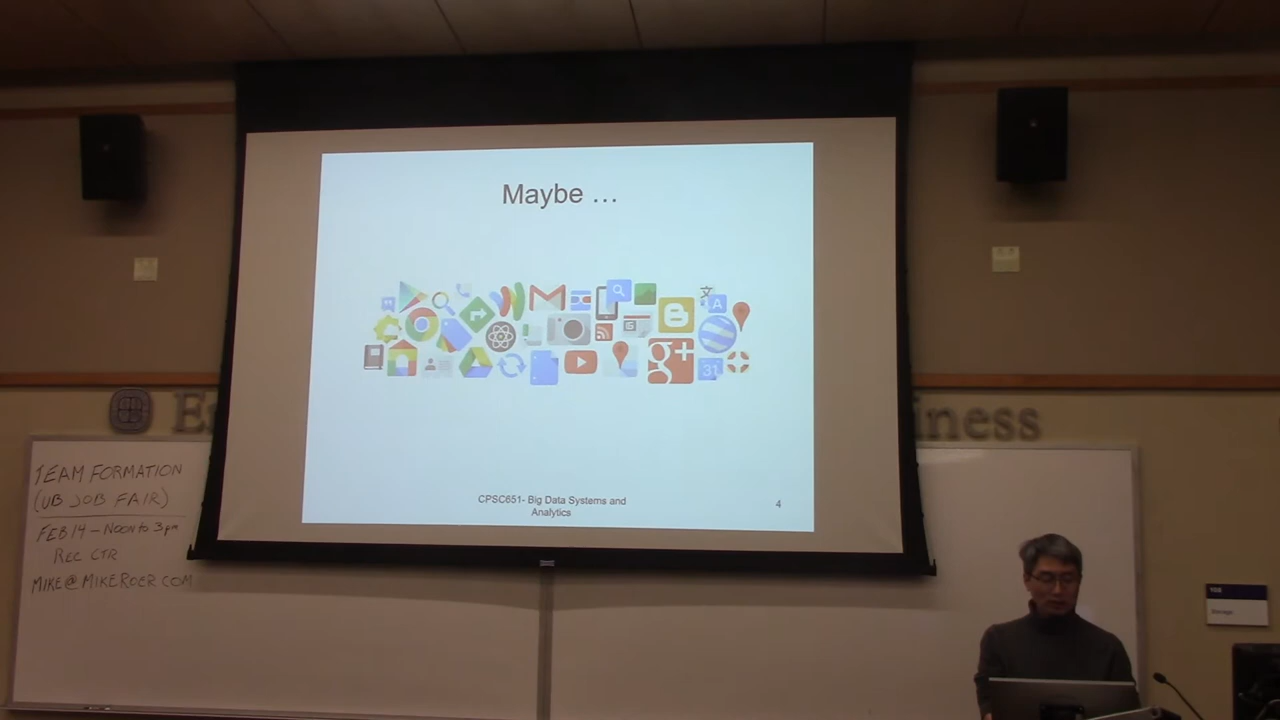 Maybe …
g+
31
A
CPSC651- Big Data Systems and
Analytics
4
iness
TEAM FORMATION
(UB JOB FAIR)
FEB 14 – NOON to 3pm
REC CTR
MIKE@MIKEROER.COM